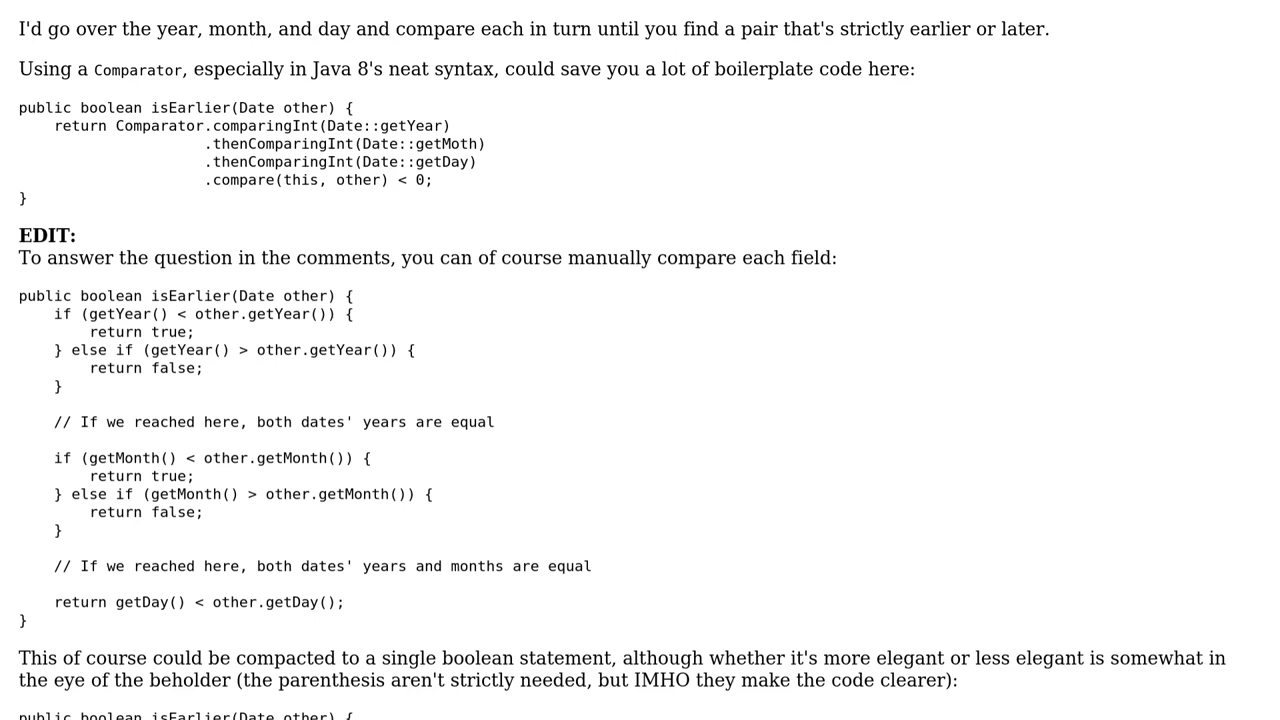 I'd go over the year, month, and day and compare each in turn until you find a pair that's strictly earlier or later.
Using a Comparator, especially in Java 8's neat syntax, could save you a lot of boilerplate code here:
public boolean isEarlier(Date other) {
    return Comparator.comparingInt(Date::getYear)
                     .thenComparingInt(Date::getMoth)
                     .thenComparingInt(Date::getDay)
                     .compare(this, other) < 0;
}
EDIT:
To answer the question in the comments, you can of course manually compare each field:
public boolean isEarlier(Date other) {
    if (getYear() < other.getYear()) {
        return true;
    } else if (getYear() > other.getYear()) {
        return false;
    }
    // If we reached here, both dates' years are equal
    if (getMonth() < other.getMonth()) {
        return true;
    } else if (getMonth() > other.getMonth()) {
        return false;
    }
    // If we reached here, both dates' years and months are equal
    return getDay() < other.getDay();
}
This of course could be compacted to a single boolean statement, although whether it's more elegant or less elegant is somewhat in
the eye of the beholder (the parenthesis aren't strictly needed, but IMHO they make the code clearer):
public boolean isEarlier(Date other) {